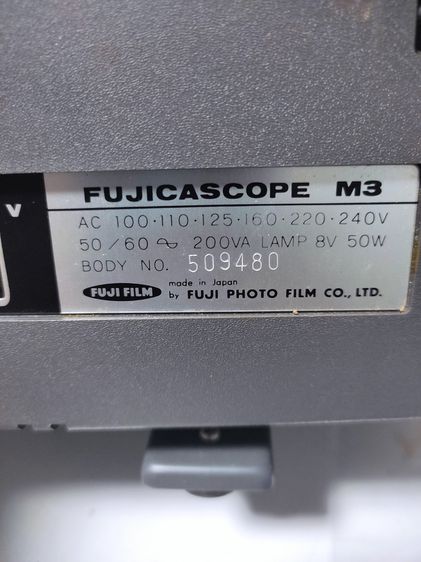 FUJICASCOPE M3
V
AC 100·110·125·160·220·240V
50/60 ∿ 200VA LAMP 8V 50W
BODY NO. 509480
FUJI FILM made in Japan
by FUJI PHOTO FILM CO., LTD.